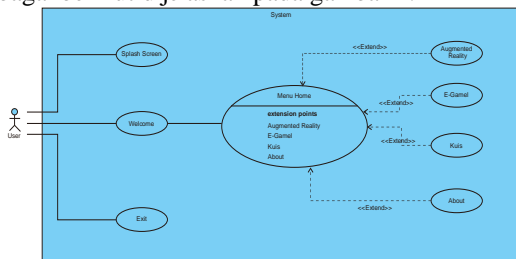 System
Splash Screen
Augmented
Reality
<<Extend>>
Menu Home
E-Gamel
<<Extend>>
extension points
Augmented Reality
E-Gamel
Kuis
About
User
Welcome
Kuis
<<Extend>>
About
<<Extend>>
Exit